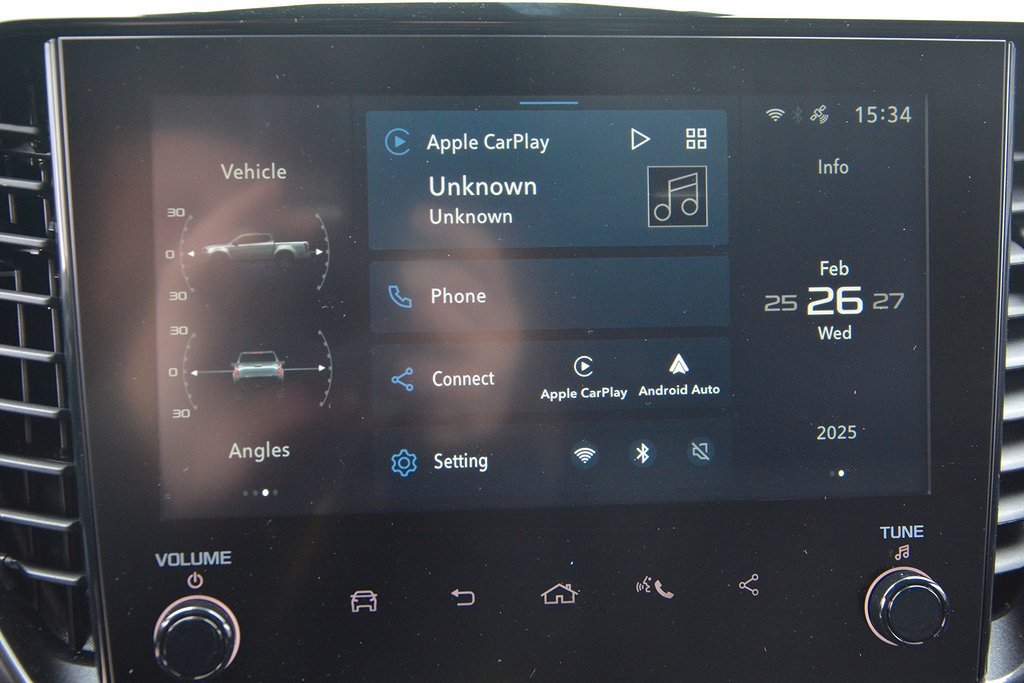 Vehicle
30
0
30
30
0
30
Angles
Apple CarPlay
Unknown
Unknown
Phone
Connect
Apple CarPlay
Android Auto
Setting
15:34
Info
Feb
25 26 27
Wed
2025
VOLUME
TUNE